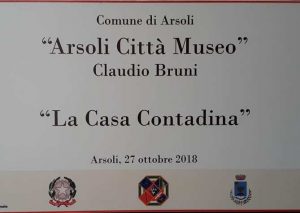 Comune di Arsoli
“Arsoli Città Museo”
Claudio Bruni
“La Casa Contadina”
Arsoli, 27 ottobre 2018